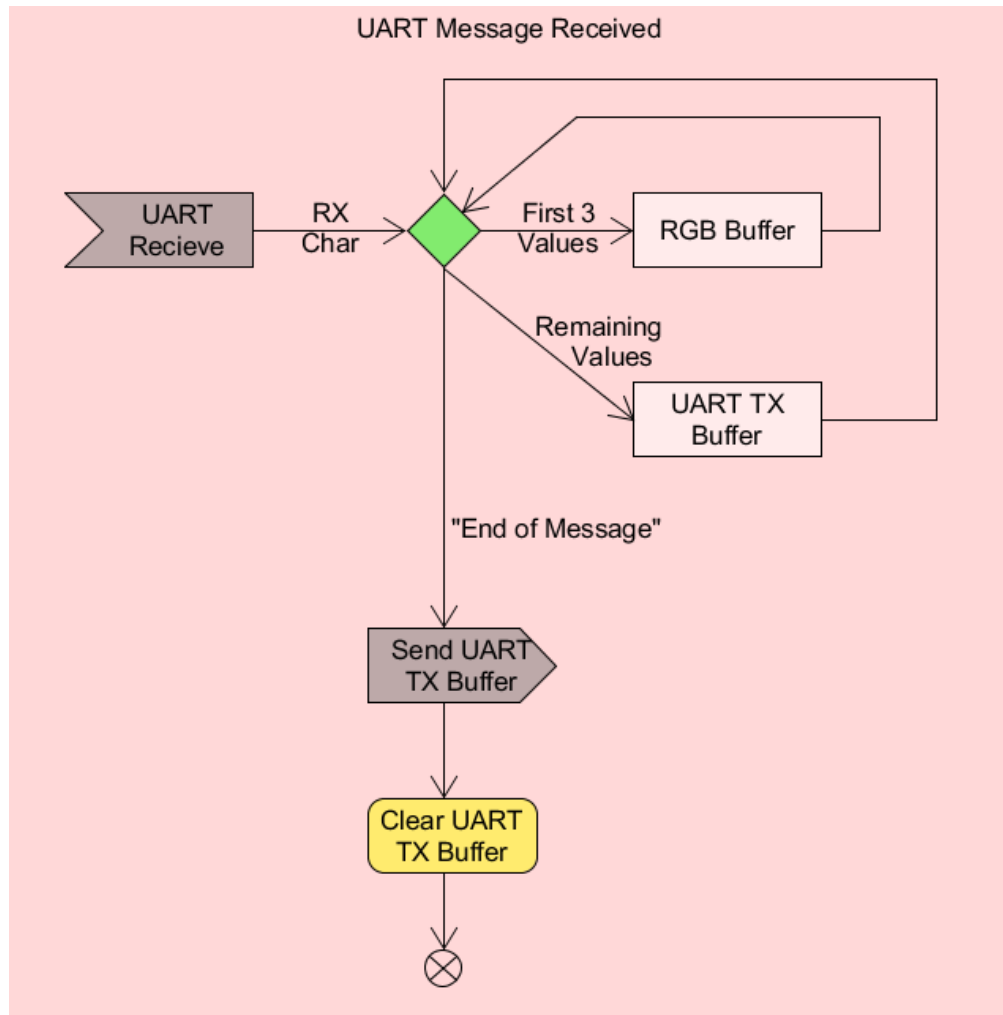 UART Message Received
UART
Recieve
RX
Char
First 3
Values
RGB Buffer
Remaining
Values
UART TX
Buffer
"End of Message"
Send UART
TX Buffer
Clear UART
TX Buffer